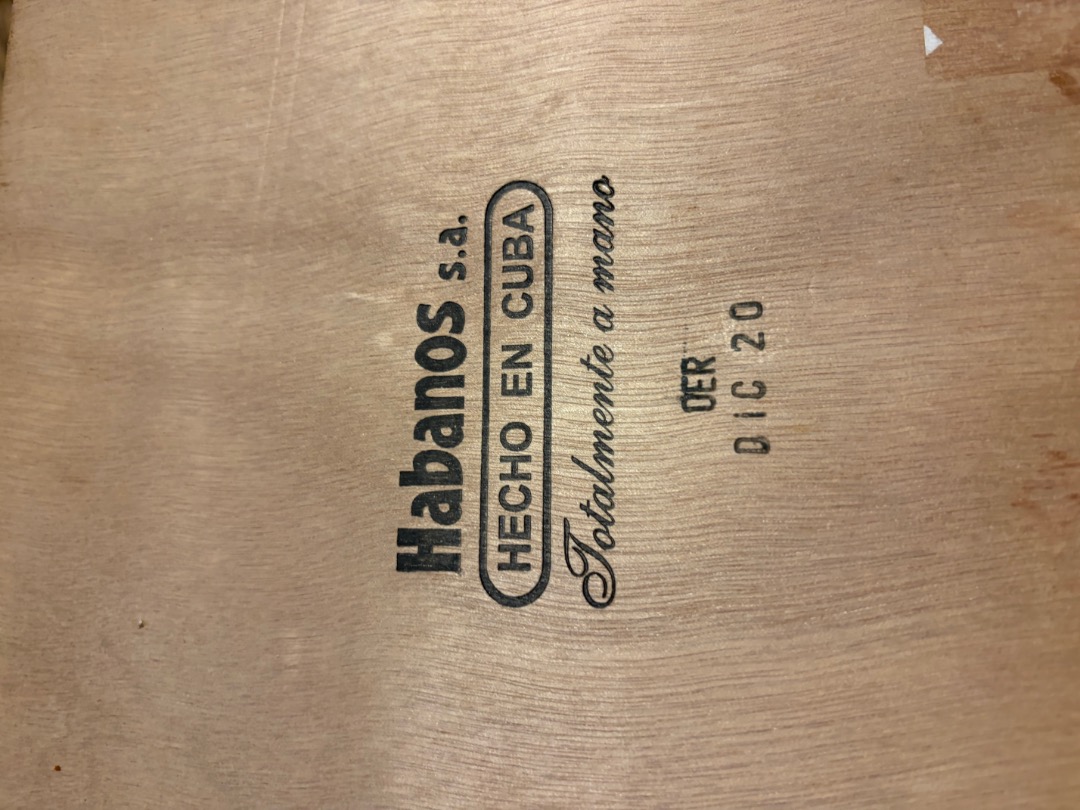 Habanos s.a.
HECHO EN CUBA
Totalmente a mano
OER
DIC 20